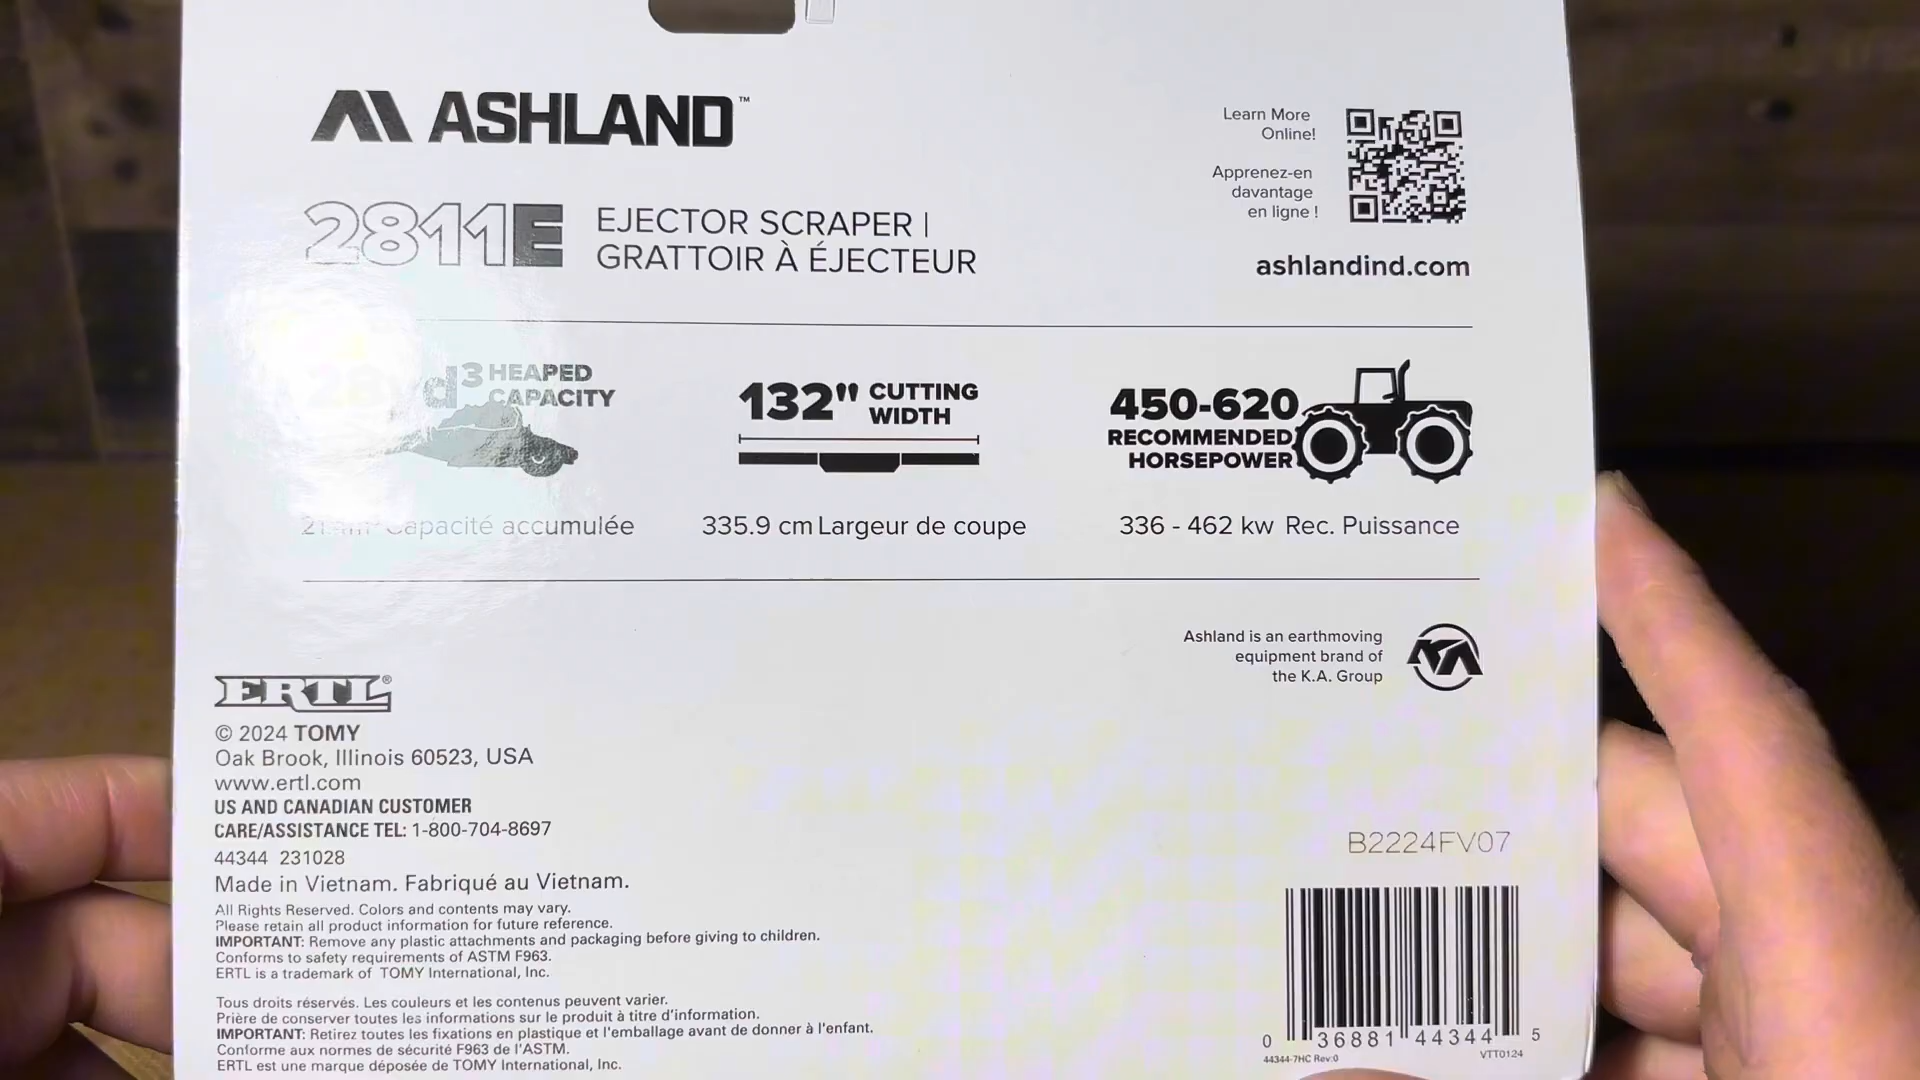 ASHLAND™
2811E
EJECTOR SCRAPER |
GRATTOIR À ÉJECTEUR
Learn More
Online!
Apprenez-en
davantage
en ligne !
ashlandind.com
HEAPED
CAPACITY
132" CUTTING
WIDTH
450-620
RECOMMENDED
HORSEPOWER
Capacité accumulée
335.9 cm Largeur de coupe
336 - 462 kw Rec. Puissance
Ashland is an earthmoving
equipment brand of
the K.A. Group
KA
ERTL®
© 2024 TOMY
Oak Brook, Illinois 60523, USA
www.ertl.com
US AND CANADIAN CUSTOMER
CARE/ASSISTANCE TEL: 1-800-704-8697
44344 231028
Made in Vietnam. Fabriqué au Vietnam.
All Rights Reserved. Colors and contents may vary.
Please retain all product information for future reference.
IMPORTANT: Remove any plastic attachments and packaging before giving to children.
Conforms to safety requirements of ASTM F963.
ERTL is a trademark of TOMY International, Inc.
Tous droits réservés. Les couleurs et les contenus peuvent varier.
Prière de conserver toutes les informations sur le produit à titre d'information.
IMPORTANT: Retirez toutes les fixations en plastique et l'emballage avant de donner à l'enfant.
Conforme aux normes de sécurité F963 de l'ASTM.
ERTL est une marque déposée de TOMY International, Inc.
B2224FV07
0 36881 44344 5
44344-7HC Rev:0
VTT0124